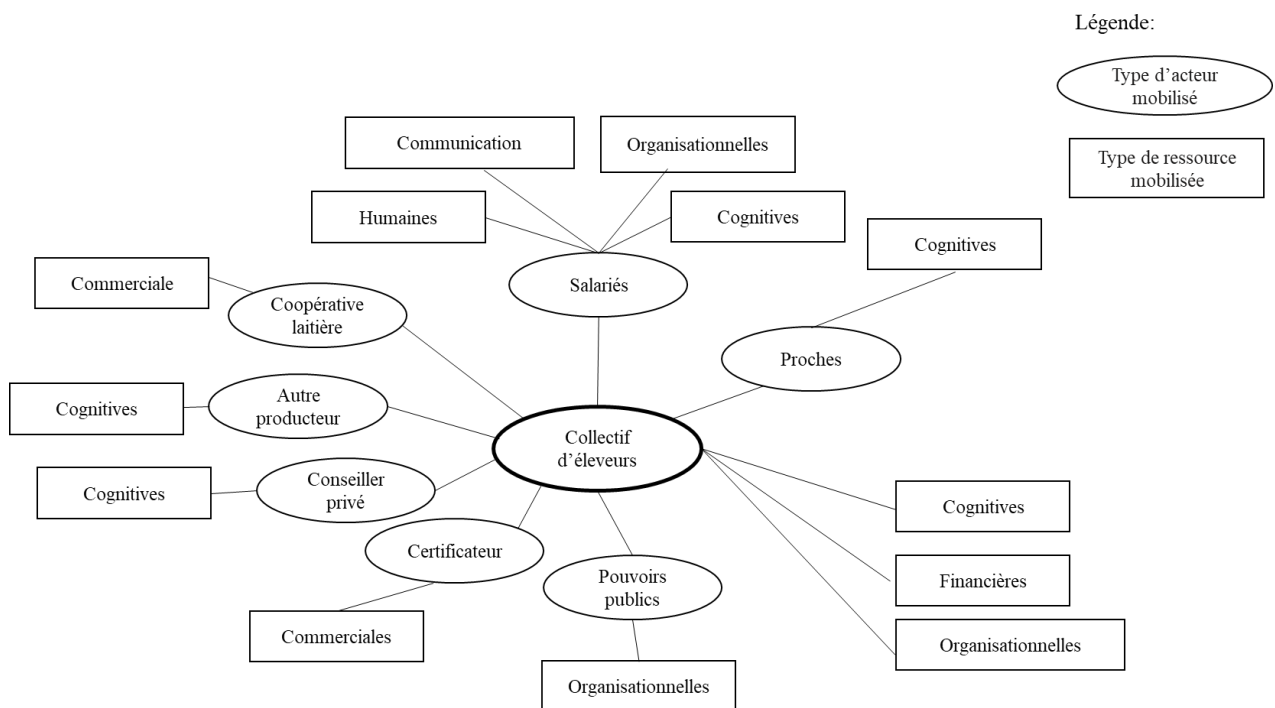 Légende:
Type d’acteur
mobilisé
Type de ressource
mobilisée
Communication
Organisationnelles
Humaines
Cognitives
Cognitives
Commerciale
Salariés
Coopérative
laitière
Proches
Cognitives
Autre
producteur
Collectif
d’éleveurs
Cognitives
Conseiller
privé
Cognitives
Certificateur
Pouvoirs
publics
Financières
Commerciales
Organisationnelles
Organisationnelles